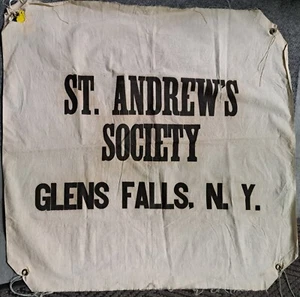 ST. ANDREW'S
SOCIETY
GLENS FALLS. N. Y.